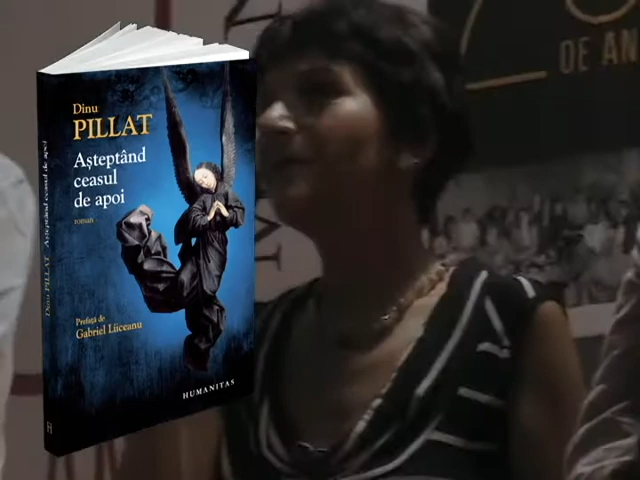 Dinu
PILLAT
Așteptând
ceasul
de apoi
roman
Prefață de
Gabriel Liiceanu
HUMANITAS
Dinu PILLAT Așteptând ceasul de apoi
H
DE AN